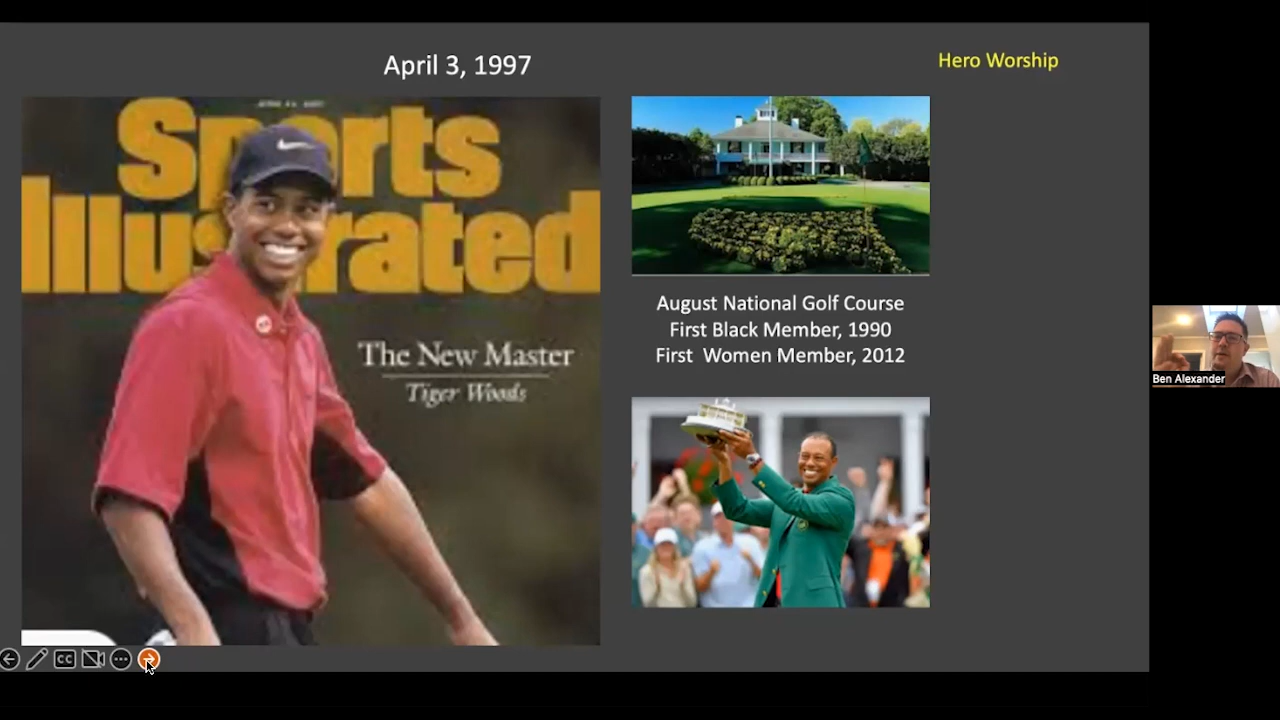 April 3, 1997
Hero Worship
Sports
Illustrated
The New Master
Tiger Woods
August National Golf Course
First Black Member, 1990
First  Women Member, 2012
Ben Alexander
CC